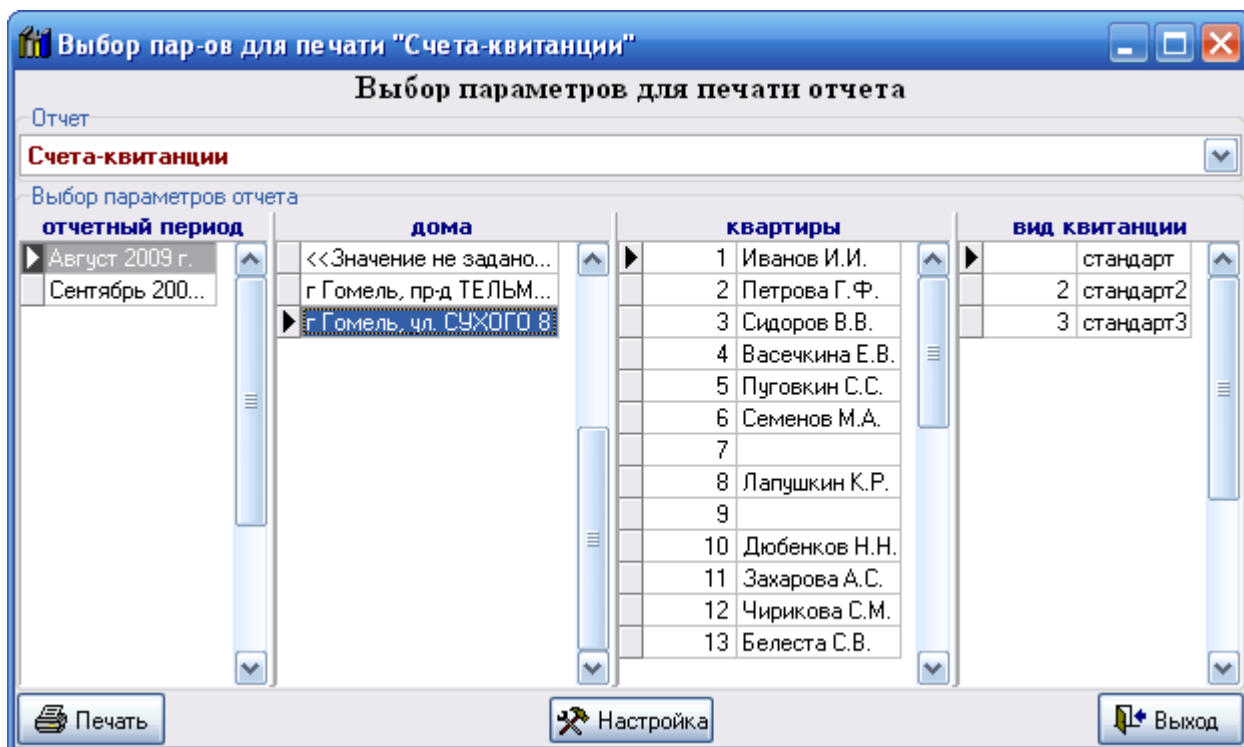 Выбор пар-ов для печати "Счета-квитанции"
Выбор параметров для печати отчета
Отчет
Счета-квитанции
Выбор параметров отчета
отчетный период
Август 2009 г.
Сентябрь 200...
дома
<<Значение не задано...
г Гомель, пр-д ТЕЛЬМ...
г Гомель, ул. СУХОГО 8
квартиры
1 Иванов И.И.
2 Петрова Г.Ф.
3 Сидоров В.В.
4 Васечкина Е.В.
5 Пуговкин С.С.
6 Семенов М.А.
7
8 Лапушкин К.Р.
9
10 Дюбенков Н.Н.
11 Захарова А.С.
12 Чирикова С.М.
13 Белеста С.В.
вид квитанции
стандарт
2 стандарт2
3 стандарт3
Печать
Настройка
Выход